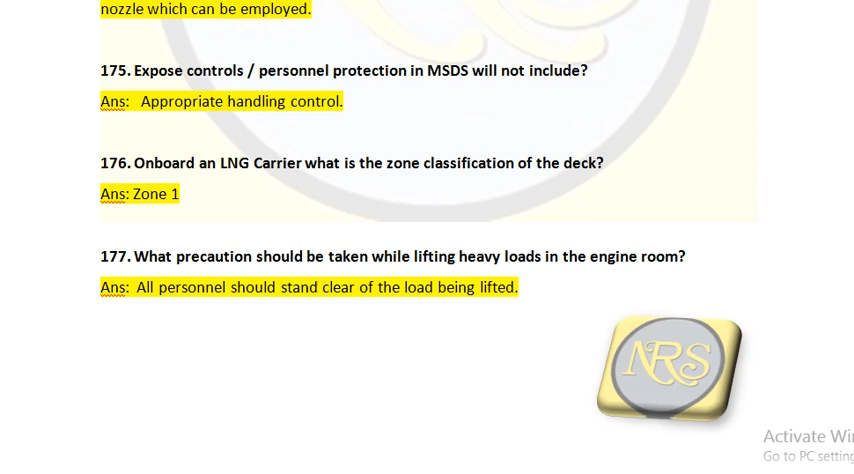 nozzle which can be employed.
175. Expose controls / personnel protection in MSDS will not include?
Ans: Appropriate handling control.
176. Onboard an LNG Carrier what is the zone classification of the deck?
Ans: Zone 1
177. What precaution should be taken while lifting heavy loads in the engine room?
Ans: All personnel should stand clear of the load being lifted.
NRS
Activate Wi
Go to PC setting